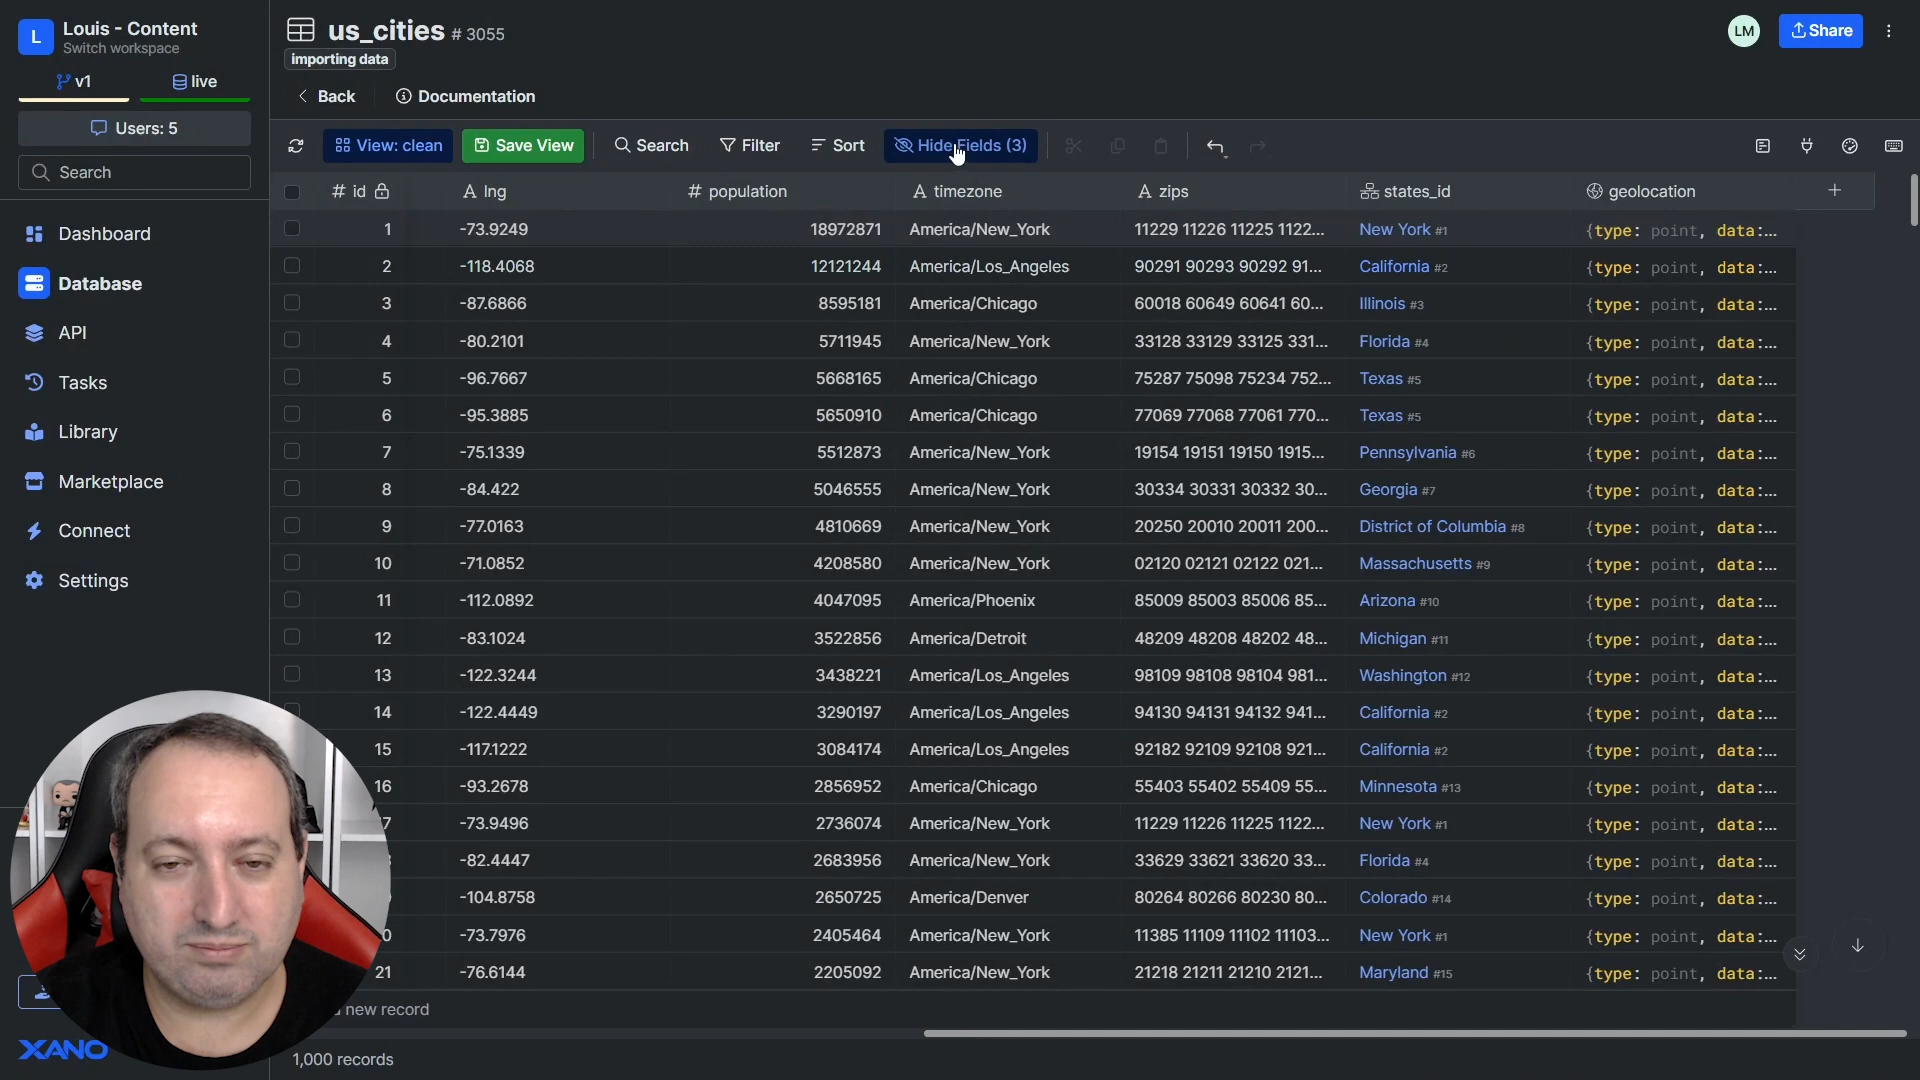 L
Louis - Content
Switch workspace
v1
live
Users: 5
Search
Dashboard
Database
API
Tasks
Library
Marketplace
Connect
Settings
XANO
us_cities # 3055
importing data
Back
Documentation
LM
Share
View: clean
Save View
Search
Filter
Sort
Hide Fields (3)
# id A lng # population A timezone A zips states_id geolocation +
1 -73.9249 18972871 America/New_York 11229 11226 11225 1122... New York #1 {type: point, data:...
2 -118.4068 12121244 America/Los_Angeles 90291 90293 90292 91... California #2 {type: point, data:...
3 -87.6866 8595181 America/Chicago 60018 60649 60641 60... Illinois #3 {type: point, data:...
4 -80.2101 5711945 America/New_York 33128 33129 33125 331... Florida #4 {type: point, data:...
5 -96.7667 5668165 America/Chicago 75287 75098 75234 752... Texas #5 {type: point, data:...
6 -95.3885 5650910 America/Chicago 77069 77068 77061 770... Texas #5 {type: point, data:...
7 -75.1339 5512873 America/New_York 19154 19151 19150 1915... Pennsylvania #6 {type: point, data:...
8 -84.422 5046555 America/New_York 30334 30331 30332 30... Georgia #7 {type: point, data:...
9 -77.0163 4810669 America/New_York 20250 20010 20011 200... District of Columbia #8 {type: point, data:...
10 -71.0852 4208580 America/New_York 02120 02121 02122 021... Massachusetts #9 {type: point, data:...
11 -112.0892 4047095 America/Phoenix 85009 85003 85006 85... Arizona #10 {type: point, data:...
12 -83.1024 3522856 America/Detroit 48209 48208 48202 48... Michigan #11 {type: point, data:...
13 -122.3244 3438221 America/Los_Angeles 98109 98108 98104 981... Washington #12 {type: point, data:...
14 -122.4449 3290197 America/Los_Angeles 94130 94131 94132 941... California #2 {type: point, data:...
15 -117.1222 3084174 America/Los_Angeles 92182 92109 92108 921... California #2 {type: point, data:...
16 -93.2678 2856952 America/Chicago 55403 55402 55409 55... Minnesota #13 {type: point, data:...
7 -73.9496 2736074 America/New_York 11229 11226 11225 1122... New York #1 {type: point, data:...
-82.4447 2683956 America/New_York 33629 33621 33620 33... Florida #4 {type: point, data:...
-104.8758 2650725 America/Denver 80264 80266 80230 80... Colorado #14 {type: point, data:...
0 -73.7976 2405464 America/New_York 11385 11109 11102 11103... New York #1 {type: point, data:...
21 -76.6144 2205092 America/New_York 21218 21211 21210 2121... Maryland #15 {type: point, data:...
new record
1,000 records